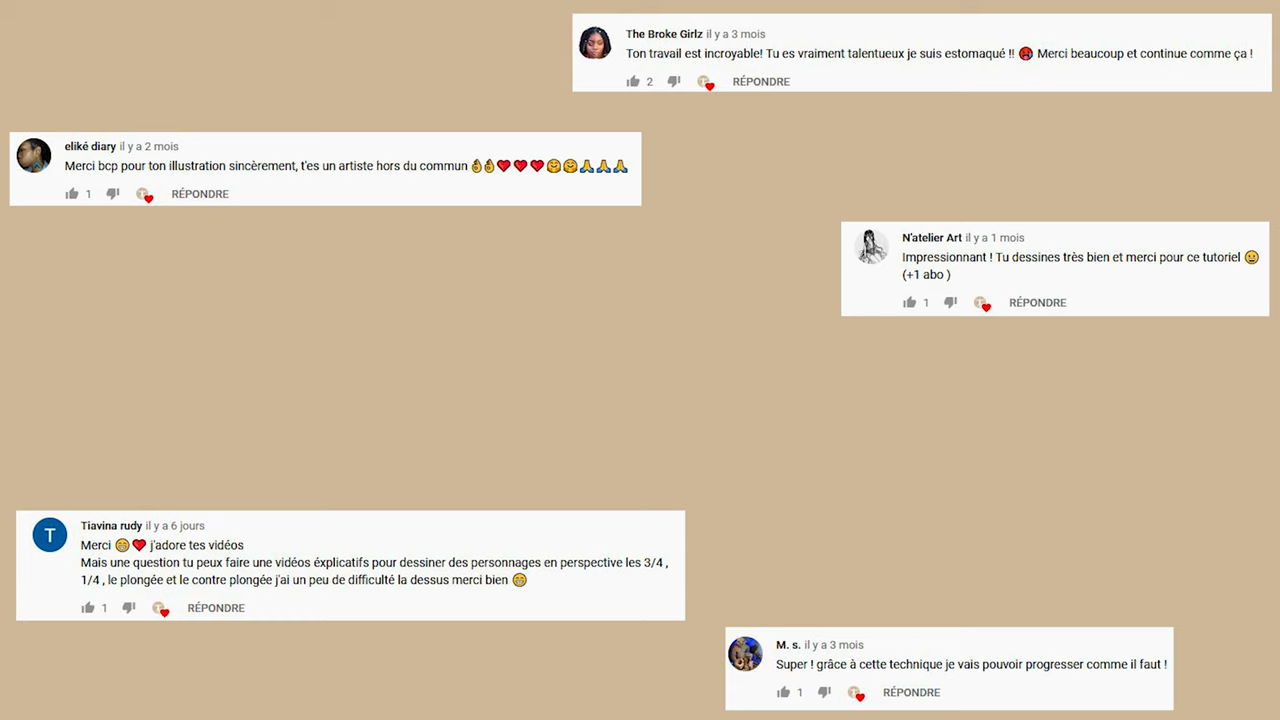 The Broke Girlz il y a 3 mois
Ton travail est incroyable! Tu es vraiment talentueux je suis estomaqué !! 🥵 Merci beaucoup et continue comme ça !
2 RÉPONDRE
eliké diary il y a 2 mois
Merci bcp pour ton illustration sincèrement, t'es un artiste hors du commun 👌👌❤️❤️❤️🤗🤗🙏🙏🙏
1 RÉPONDRE
N'atelier Art il y a 1 mois
Impressionnant ! Tu dessines très bien et merci pour ce tutoriel 😀
(+1 abo )
1 RÉPONDRE
T
Tiavina rudy il y a 6 jours
Merci 😁❤️ j'adore tes vidéos
Mais une question tu peux faire une vidéos éxplicatifs pour dessiner des personnages en perspective les 3/4 ,
1/4 , le plongée et le contre plongée j'ai un peu de difficulté la dessus merci bien 😁
1 RÉPONDRE
M. s. il y a 3 mois
Super ! grâce à cette technique je vais pouvoir progresser comme il faut !
1 RÉPONDRE